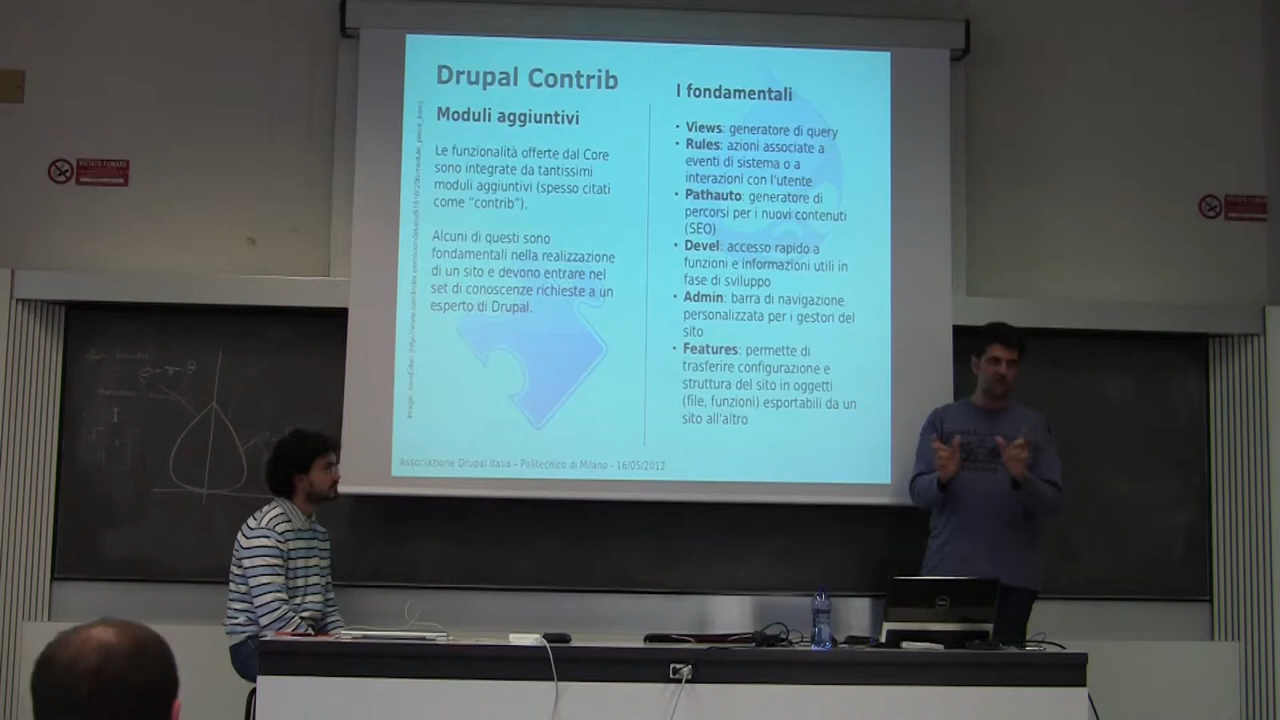 Drupal Contrib
Moduli aggiuntivi
Le funzionalità offerte dal Core
sono integrate da tantissimi
moduli aggiuntivi (spesso citati
come "contrib").
Alcuni di questi sono
fondamentali nella realizzazione
di un sito e devono entrare nel
set di conoscenze richieste a un
esperto di Drupal.
I fondamentali
• Views: generatore di query
• Rules: azioni associate a
eventi di sistema o a
interazioni con l'utente
• Pathauto: generatore di
percorsi per i nuovi contenuti
(SEO)
• Devel: accesso rapido a
funzioni e informazioni utili in
fase di sviluppo
• Admin: barra di navigazione
personalizzata per i gestori del
sito
• Features: permette di
trasferire configurazione e
struttura del sito in oggetti
(file, funzioni) esportabili da un
sito all'altro
Associazione Drupal Italia – Politecnico di Milano - 16/05/2012
VIETATO FUMARE
VIETATO FUMARE
DELL